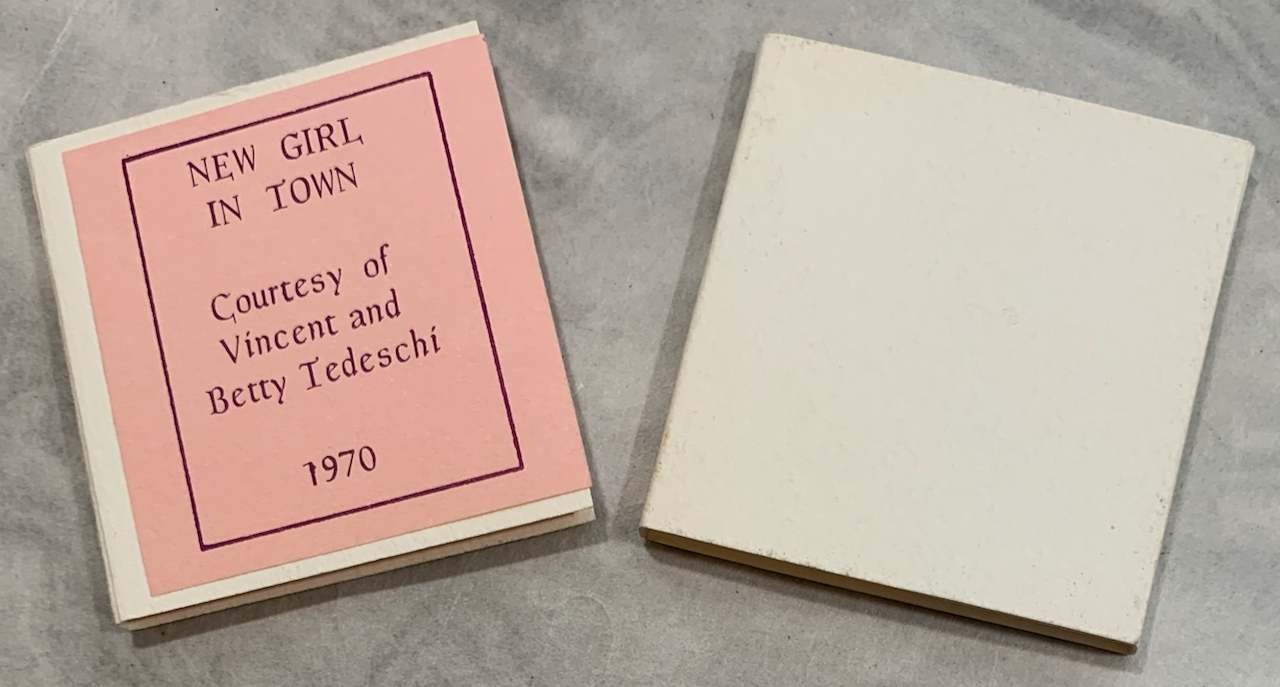 NEW GIRL
IN TOWN
Courtesy of
Vincent and
Betty Tedeschi
1970